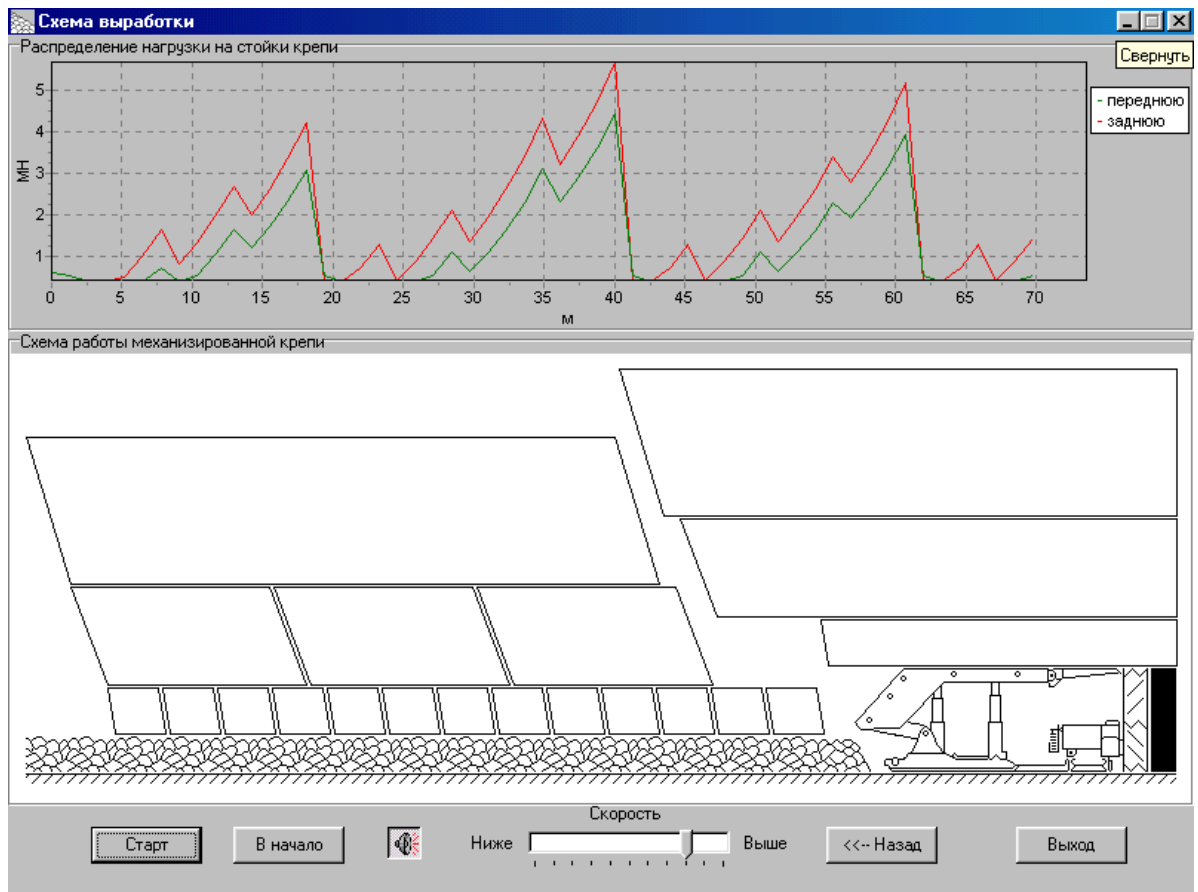 Схема выработки
Распределение нагрузки на стойки крепи
Свернуть
5
4
3
2
1
МН
- переднюю
- заднюю
0 5 10 15 20 25 30 35 40 45 50 55 60 65 70
м
Схема работы механизированной крепи
Скорость
Старт В начало Ниже Выше <<-- Назад Выход